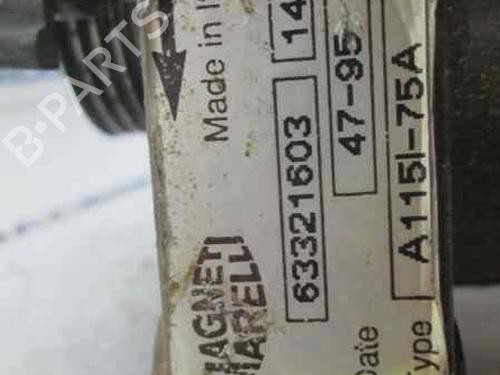 MAGNETI
MARELLI
Made in I
63321603
14
Date
47-95
Type
A115I-75A
B-PARTS